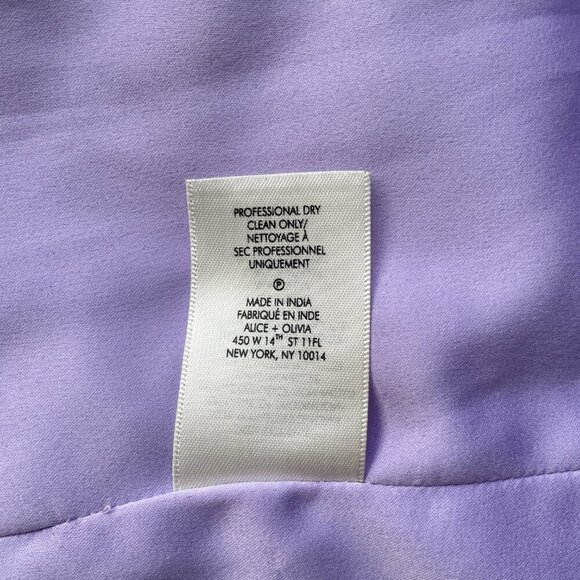 PROFESSIONAL DRY
CLEAN ONLY/
NETTOYAGE À
SEC PROFESSIONNEL
UNIQUEMENT
Ⓟ
MADE IN INDIA
FABRIQUÉ EN INDE
ALICE + OLIVIA
450 W 14TH ST 11FL
NEW YORK, NY 10014